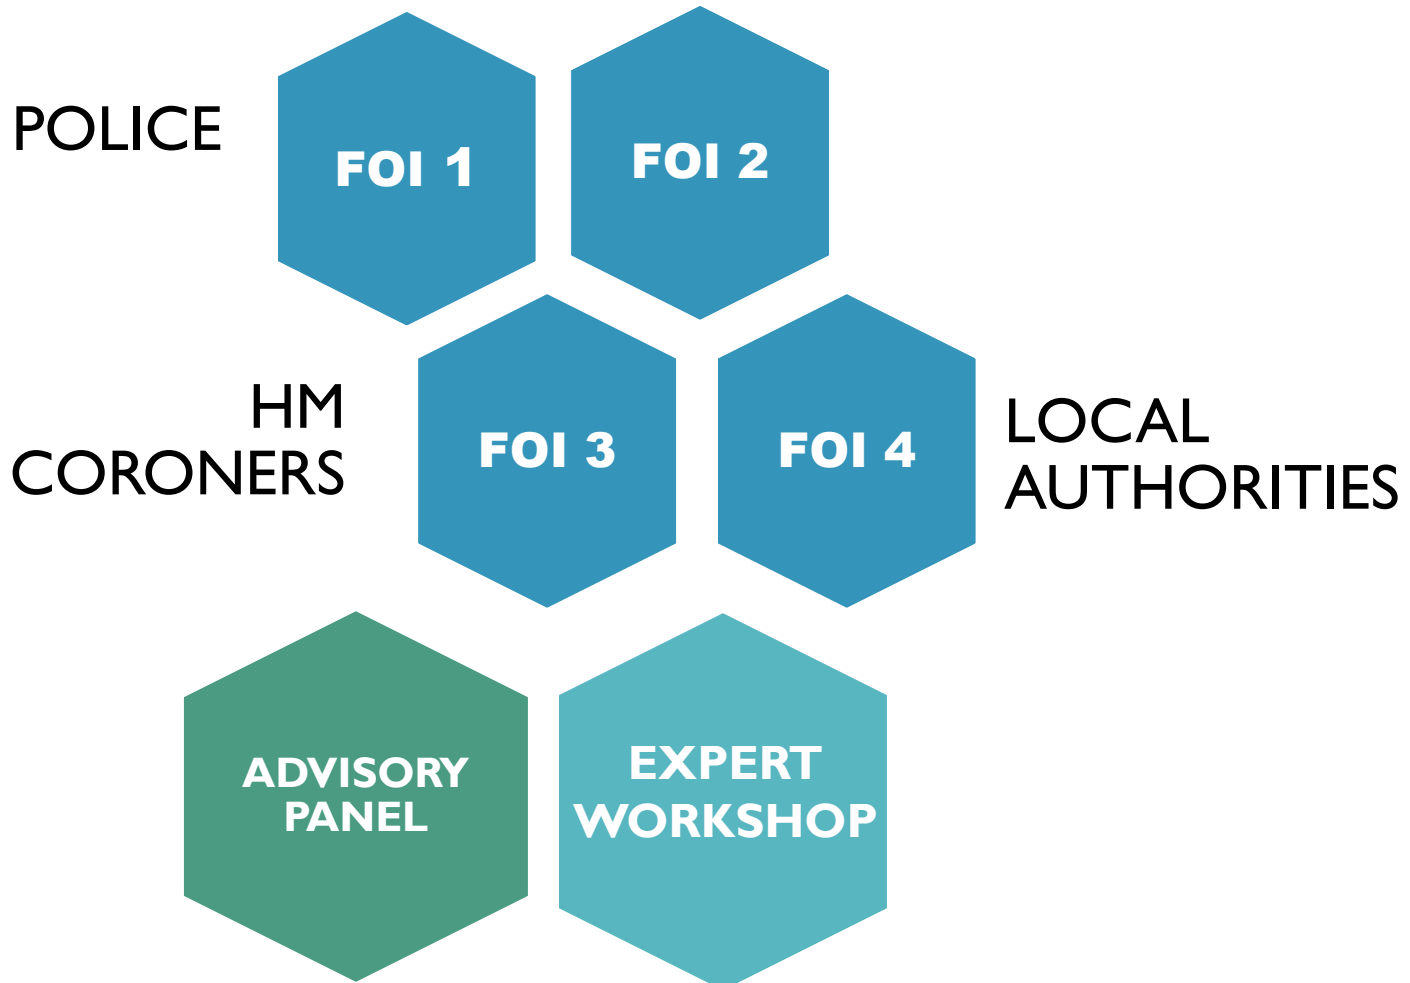 POLICE
FOI 1
FOI 2
HM
CORONERS
FOI 3
FOI 4
LOCAL
AUTHORITIES
ADVISORY
PANEL
EXPERT
WORKSHOP